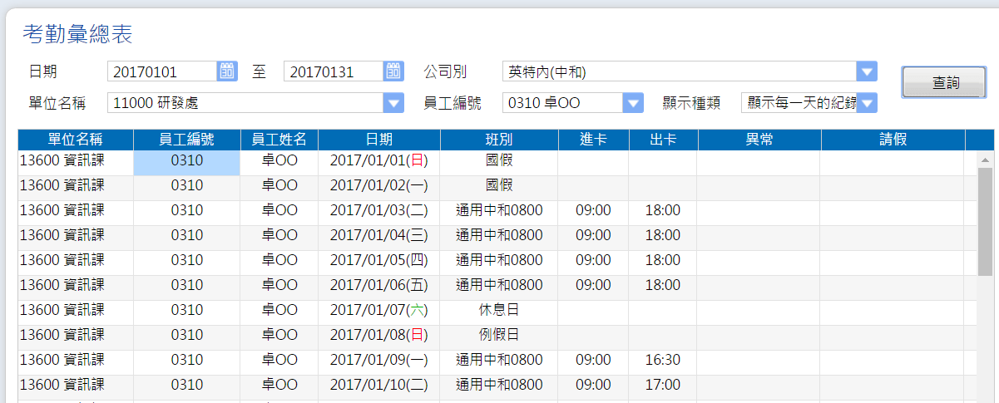 考勤彙總表
日期 20170101 30 至 20170131 30 公司別 英特內(中和)
查詢
單位名稱 11000 研發處 員工編號 0310 卓OO 顯示種類 顯示每一天的紀錄
單位名稱 員工編號 員工姓名 日期 班別 進卡 出卡 異常 請假
13600 資訊課 0310 卓OO 2017/01/01(日) 國假
13600 資訊課 0310 卓OO 2017/01/02(一) 國假
13600 資訊課 0310 卓OO 2017/01/03(二) 通用中和0800 09:00 18:00
13600 資訊課 0310 卓OO 2017/01/04(三) 通用中和0800 09:00 18:00
13600 資訊課 0310 卓OO 2017/01/05(四) 通用中和0800 09:00 18:00
13600 資訊課 0310 卓OO 2017/01/06(五) 通用中和0800 09:00 18:00
13600 資訊課 0310 卓OO 2017/01/07(六) 休息日
13600 資訊課 0310 卓OO 2017/01/08(日) 例假日
13600 資訊課 0310 卓OO 2017/01/09(一) 通用中和0800 09:00 16:30
13600 資訊課 0310 卓OO 2017/01/10(二) 通用中和0800 09:00 17:00